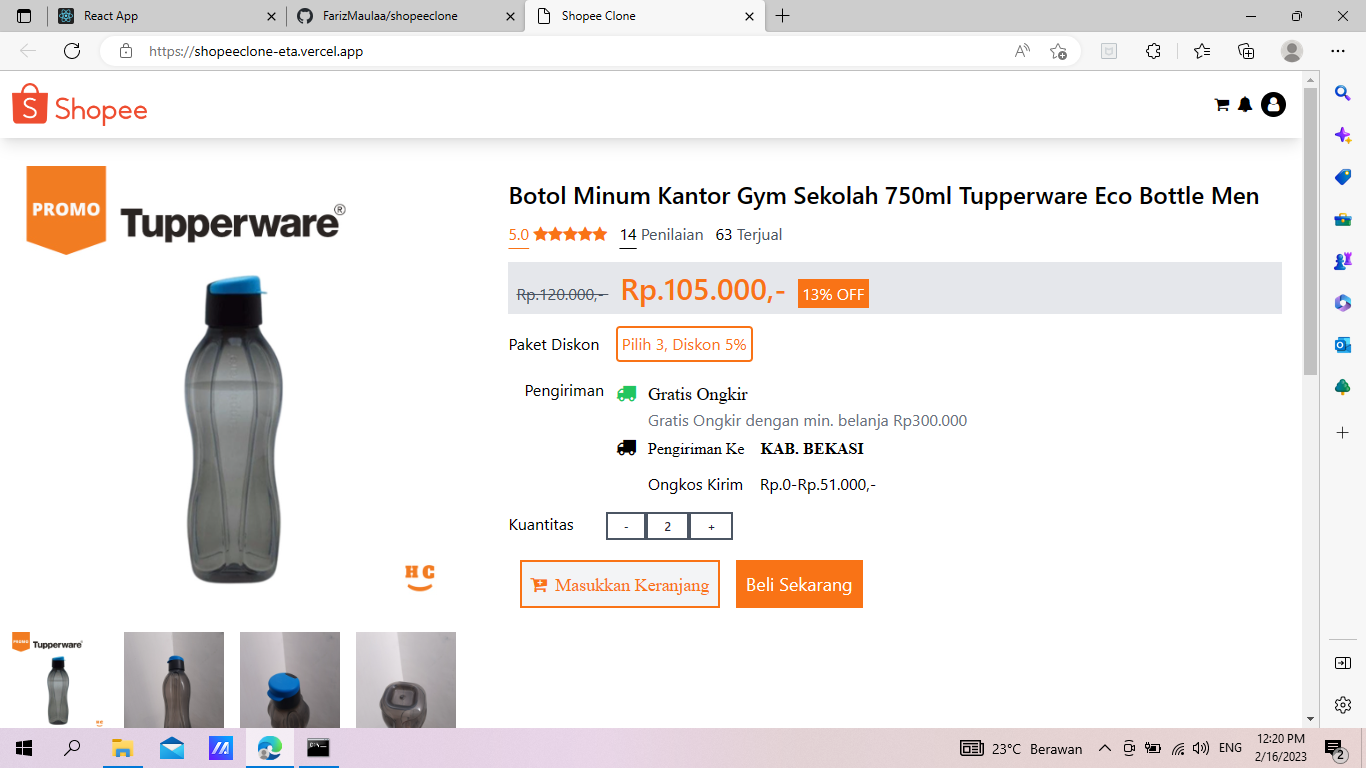 React App
FarizMaulaa/shopeeclone
Shopee Clone
https://shopeeclone-eta.vercel.app
Shopee
PROMO
Tupperware®
HC
PROMO
Tupperware
Botol Minum Kantor Gym Sekolah 750ml Tupperware Eco Bottle Men
5.0 14 Penilaian 63 Terjual
Rp.120.000,- Rp.105.000,- 13% OFF
Paket Diskon Pilih 3, Diskon 5%
Pengiriman Gratis Ongkir
Gratis Ongkir dengan min. belanja Rp300.000
Pengiriman Ke KAB. BEKASI
Ongkos Kirim Rp.0-Rp.51.000,-
Kuantitas - 2 +
Masukkan Keranjang Beli Sekarang
23°C Berawan ENG 12:20 PM
2/16/2023 2